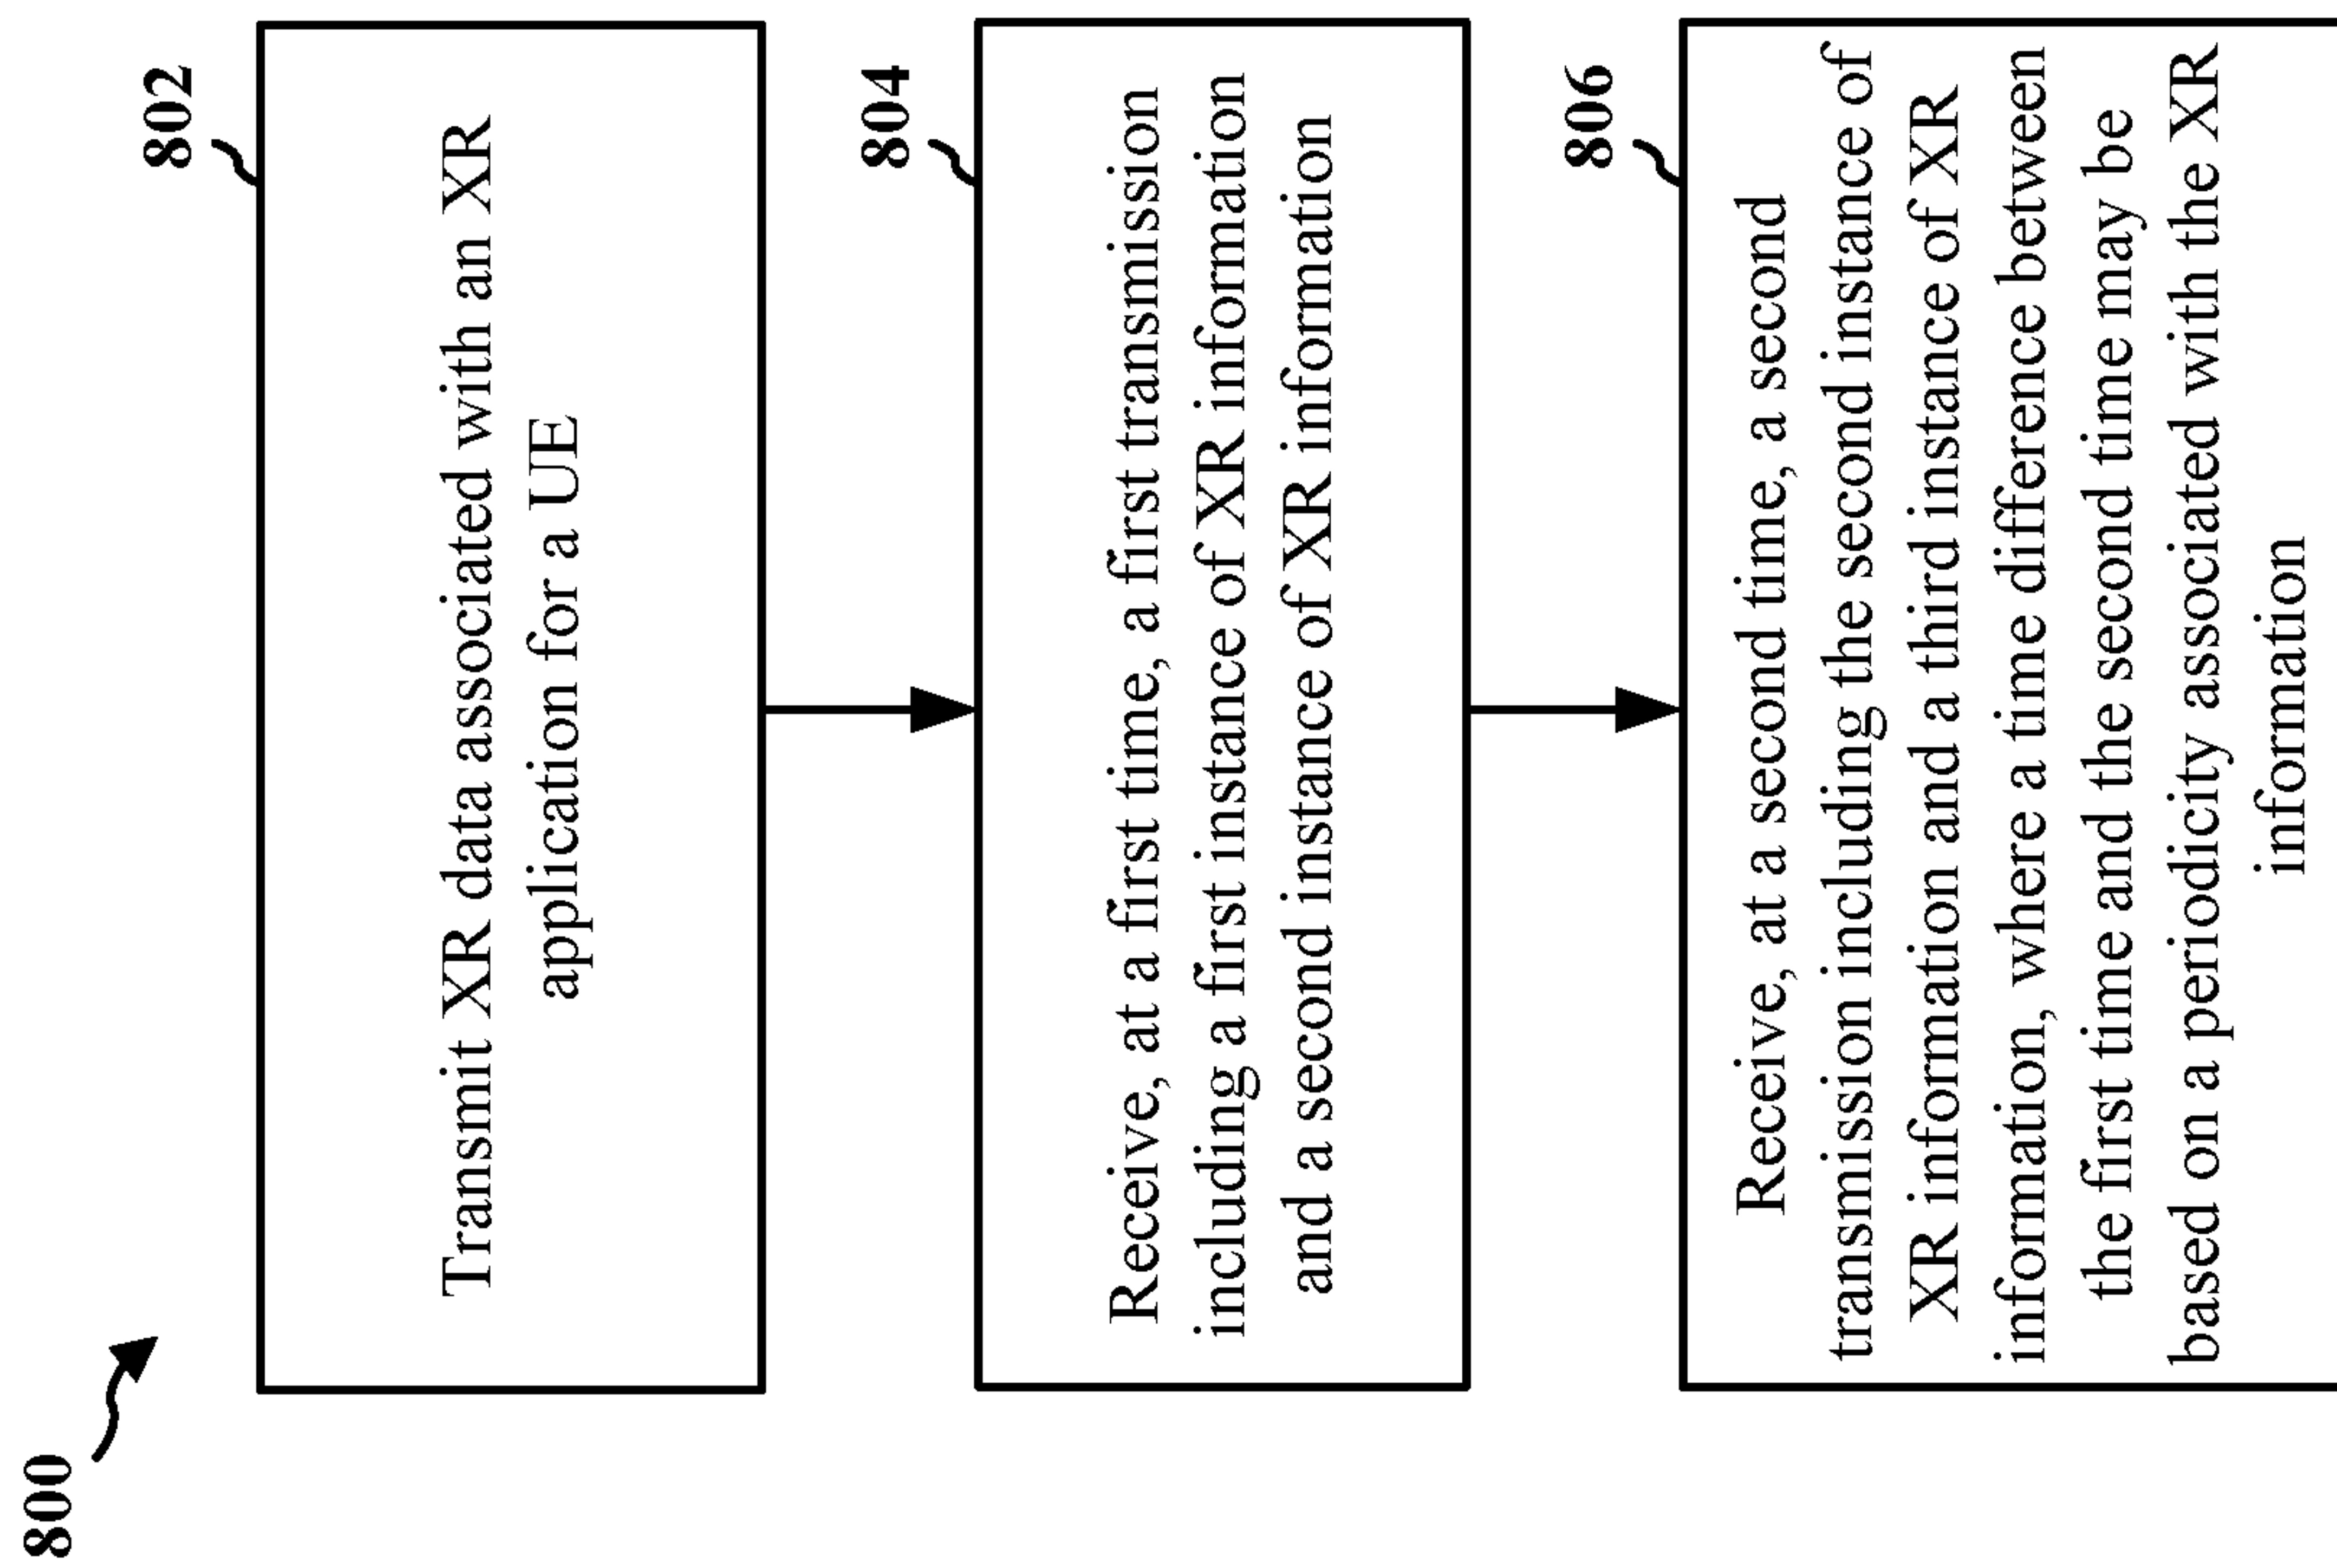 800
802
Transmit XR data associated with an XR
application for a UE
804
Receive, at a first time, a first transmission
including a first instance of XR information
and a second instance of XR information
806
Receive, at a second time, a second
transmission including the second instance of
XR information and a third instance of XR
information, where a time difference between
the first time and the second time may be
based on a periodicity associated with the XR
information